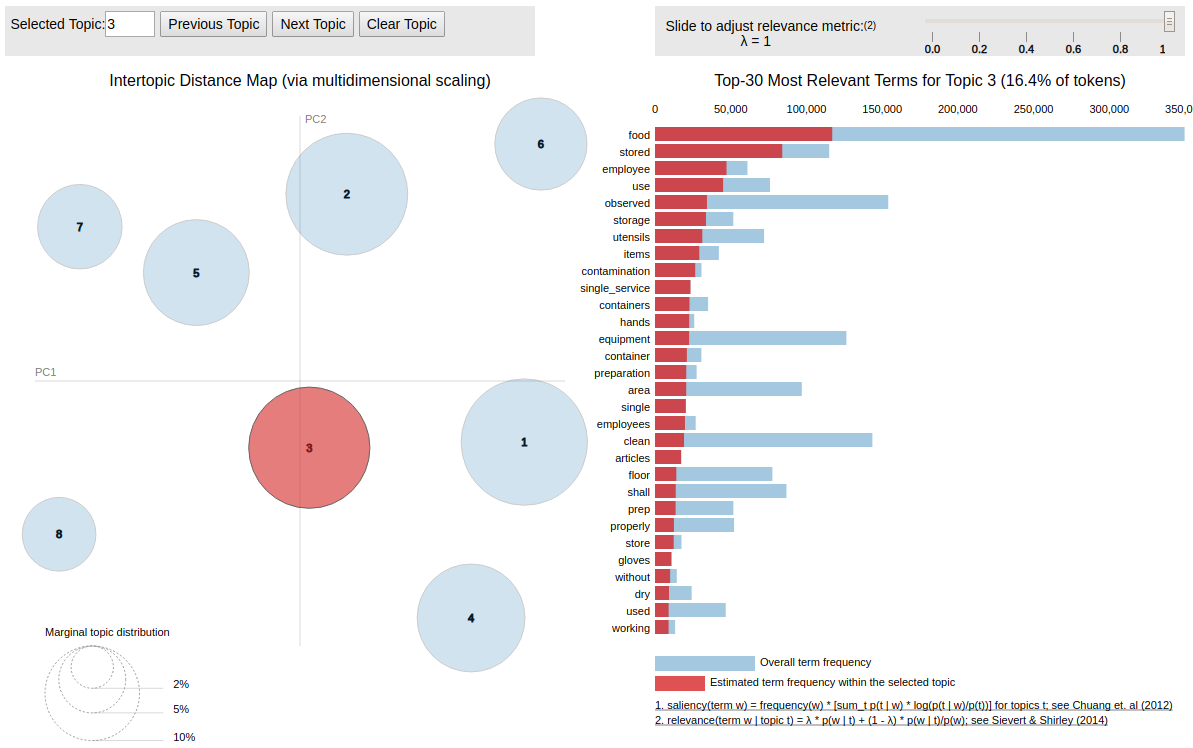 Selected Topic: 3 Previous Topic Next Topic Clear Topic
Slide to adjust relevance metric:(2)
λ = 1
0.0 0.2 0.4 0.6 0.8 1
Intertopic Distance Map (via multidimensional scaling)
PC2
PC1
6
2
7
5
3
1
8
4
Marginal topic distribution
2%
5%
10%
Top-30 Most Relevant Terms for Topic 3 (16.4% of tokens)
0 50,000 100,000 150,000 200,000 250,000 300,000 350,0
food
stored
employee
use
observed
storage
utensils
items
contamination
single_service
containers
hands
equipment
container
preparation
area
single
employees
clean
articles
floor
shall
prep
properly
store
gloves
without
dry
used
working
Overall term frequency
Estimated term frequency within the selected topic
1. saliency(term w) = frequency(w) * [sum_t p(t | w) * log(p(t | w)/p(t))] for topics t; see Chuang et. al (2012)
2. relevance(term w | topic t) = λ * p(w | t) + (1 - λ) * p(w | t)/p(w); see Sievert & Shirley (2014)